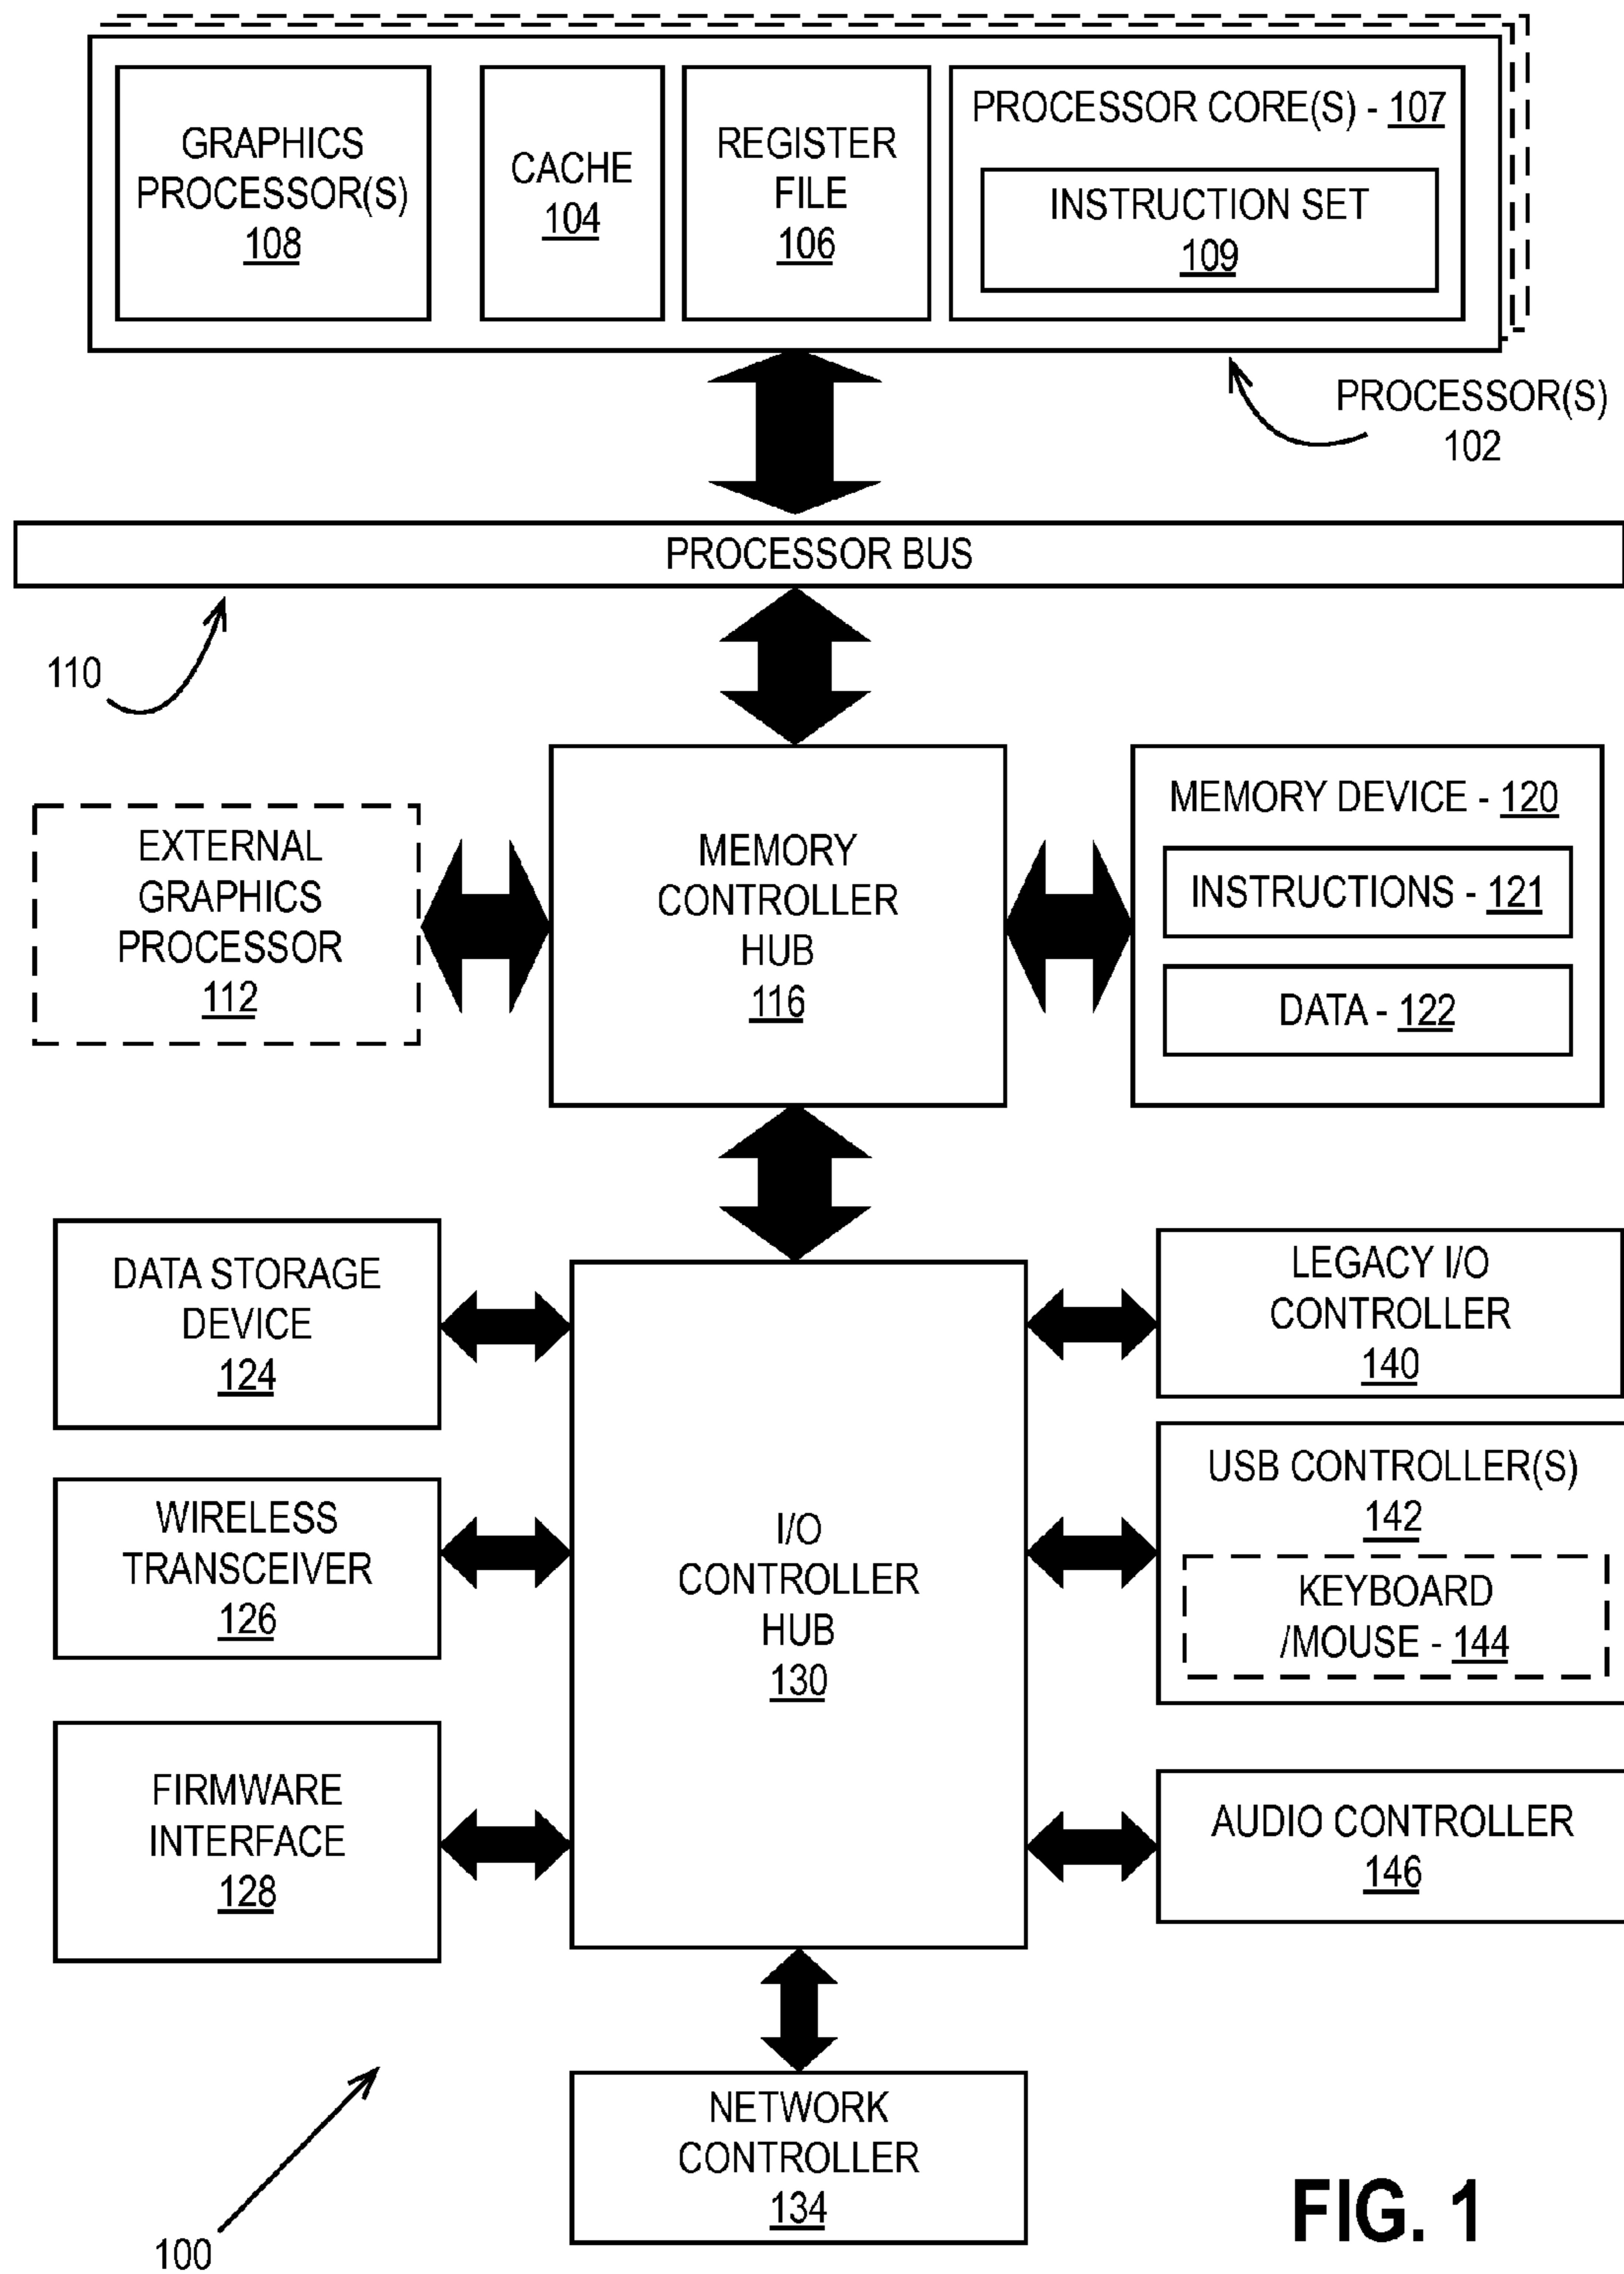 GRAPHICS
PROCESSOR(S)
108
CACHE
104
REGISTER
FILE
106
PROCESSOR CORE(S) - 107
INSTRUCTION SET
109
PROCESSOR(S)
102
PROCESSOR BUS
110
EXTERNAL
GRAPHICS
PROCESSOR
112
MEMORY
CONTROLLER
HUB
116
MEMORY DEVICE - 120
INSTRUCTIONS - 121
DATA - 122
DATA STORAGE
DEVICE
124
WIRELESS
TRANSCEIVER
126
FIRMWARE
INTERFACE
128
I/O
CONTROLLER
HUB
130
LEGACY I/O
CONTROLLER
140
USB CONTROLLER(S)
142
KEYBOARD
/MOUSE - 144
AUDIO CONTROLLER
146
NETWORK
CONTROLLER
134
100
FIG. 1